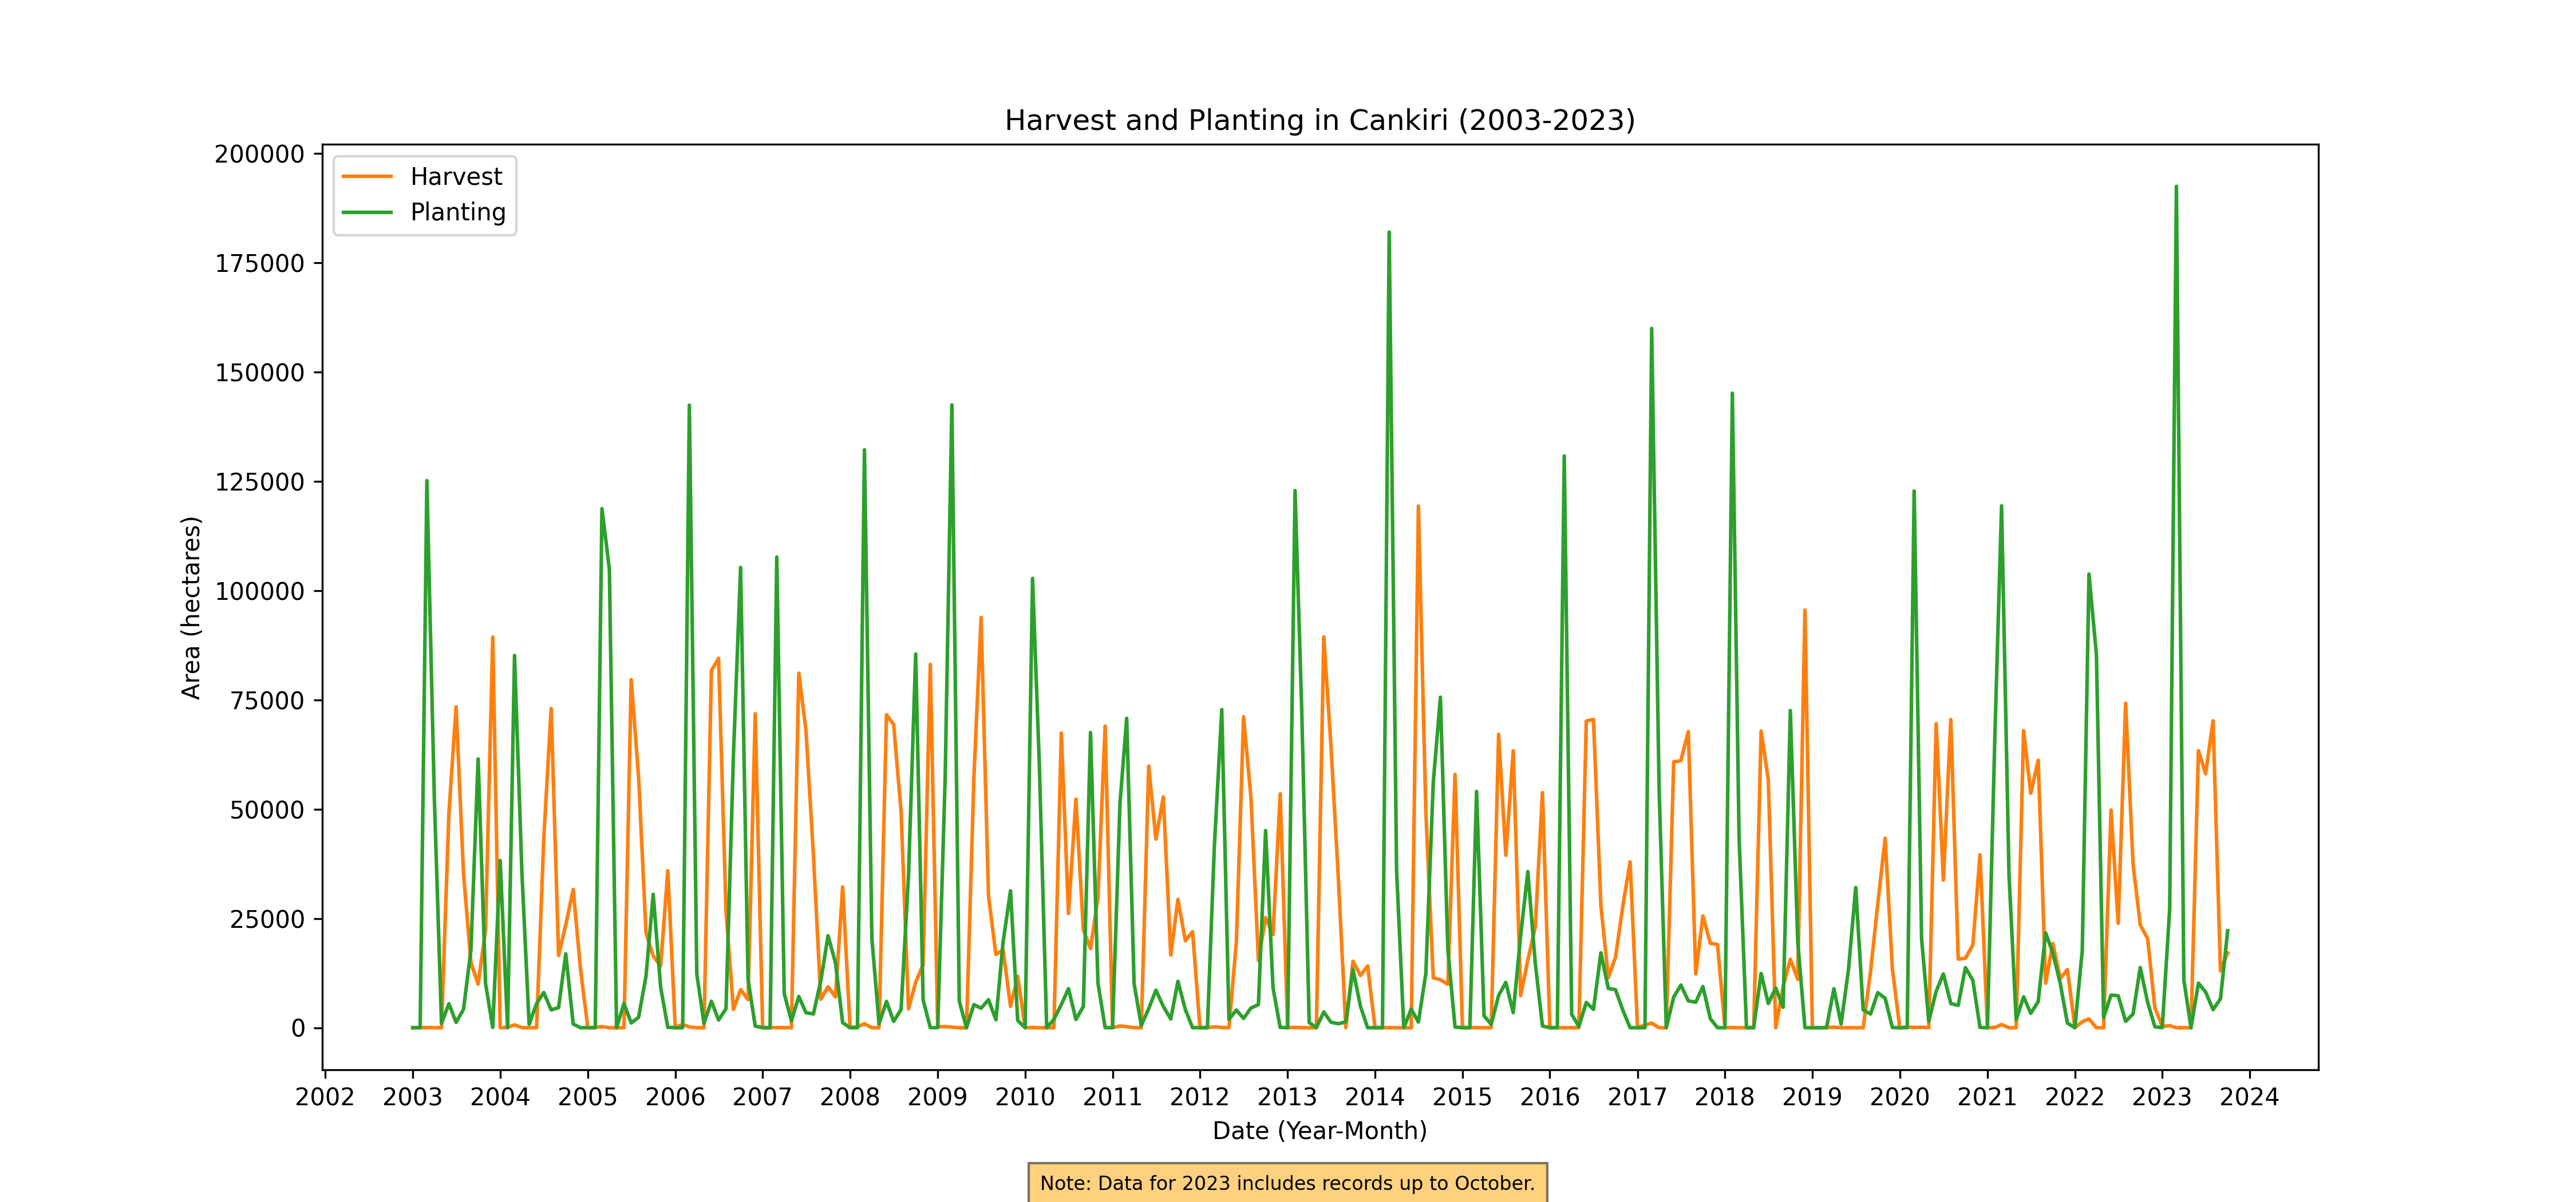 Harvest and Planting in Cankiri (2003-2023)
200000
175000
150000
125000
100000
75000
50000
25000
0
Area (hectares)
Harvest
Planting
2002 2003 2004 2005 2006 2007 2008 2009 2010 2011 2012 2013 2014 2015 2016 2017 2018 2019 2020 2021 2022 2023 2024
Date (Year-Month)
Note: Data for 2023 includes records up to October.